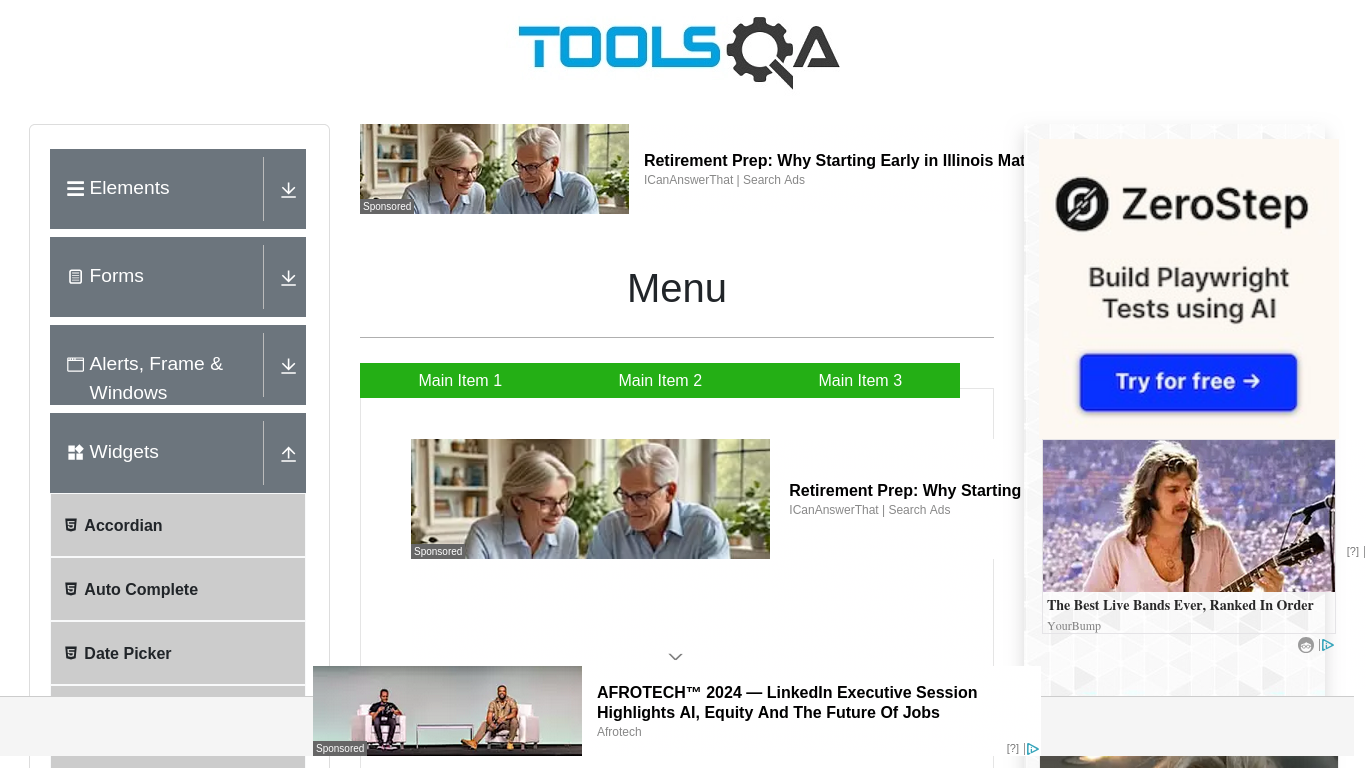 TOOLSQA
Elements
Forms
Alerts, Frame &
Windows
Widgets
Accordian
Auto Complete
Date Picker
Sponsored
Retirement Prep: Why Starting Early in Illinois Mat
ICanAnswerThat | Search Ads
Menu
Main Item 1
Main Item 2
Main Item 3
Sponsored
Retirement Prep: Why Starting
ICanAnswerThat | Search Ads
ZeroStep
Build Playwright
Tests using AI
Try for free →
The Best Live Bands Ever, Ranked In Order
YourBump
[?]
Sponsored
AFROTECH™ 2024 — LinkedIn Executive Session
Highlights AI, Equity And The Future Of Jobs
Afrotech
[?]